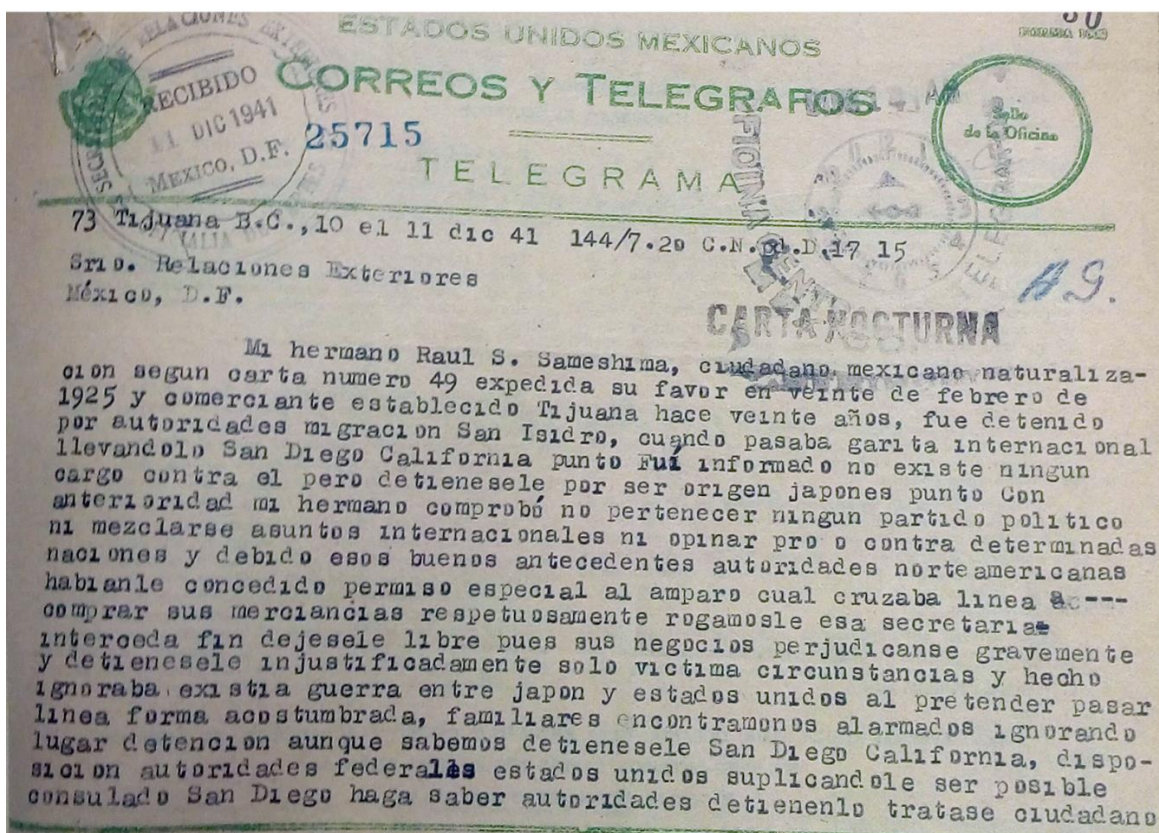 30
FORMA 1163
ESTADOS UNIDOS MEXICANOS
CORREOS Y TELEGRAFOS
RELACIONES EXTERIORES
RECIBIDO
11 DIC 1941
MEXICO, D.F.
25715
Sello
de la Oficina
TELEGRAMA
OFICINA CENTRAL
73 Tijuana B.C.,10 el 11 dic 41 144/7.20 C.N. D.17 15
Srio. Relaciones Exteriores
México, D.F.
A G.
CARTA NOCTURNA
Mi hermano Raul S. Sameshima, ciudadano mexicano naturaliza-
cion segun carta numero 49 expedida su favor en veinte de febrero de
1925 y comerciante establecido Tijuana hace veinte años, fue detenido
por autoridades migracion San Isidro, cuando pasaba garita internacional
llevandolo San Diego California punto Fuí informado no existe ningun
cargo contra el pero detienesele por ser origen japones punto Con
anterioridad mi hermano comprobó no pertenecer ningun partido politico
ni mezclarse asuntos internacionales ni opinar pro o contra determinadas
naciones y debido esos buenos antecedentes autoridades norteamericanas
habianle concedido permiso especial al amparo cual cruzaba linea a----
comprar sus merciancias respetuosamente rogamosle esa secretaria
interceda fin dejesele libre pues sus negocios perjudicanse gravemente
y detienesele injustificadamente solo victima circunstancias y hecho
ignoraba existia guerra entre japon y estados unidos al pretender pasar
linea forma acostumbrada, familiares encontramonos alarmados ignorando
lugar detencion aunque sabemos detienesele San Diego California, dispo-
sicion autoridades federales estados unidos suplicandole ser posible
consulado San Diego haga saber autoridades detienenlo tratase ciudadano